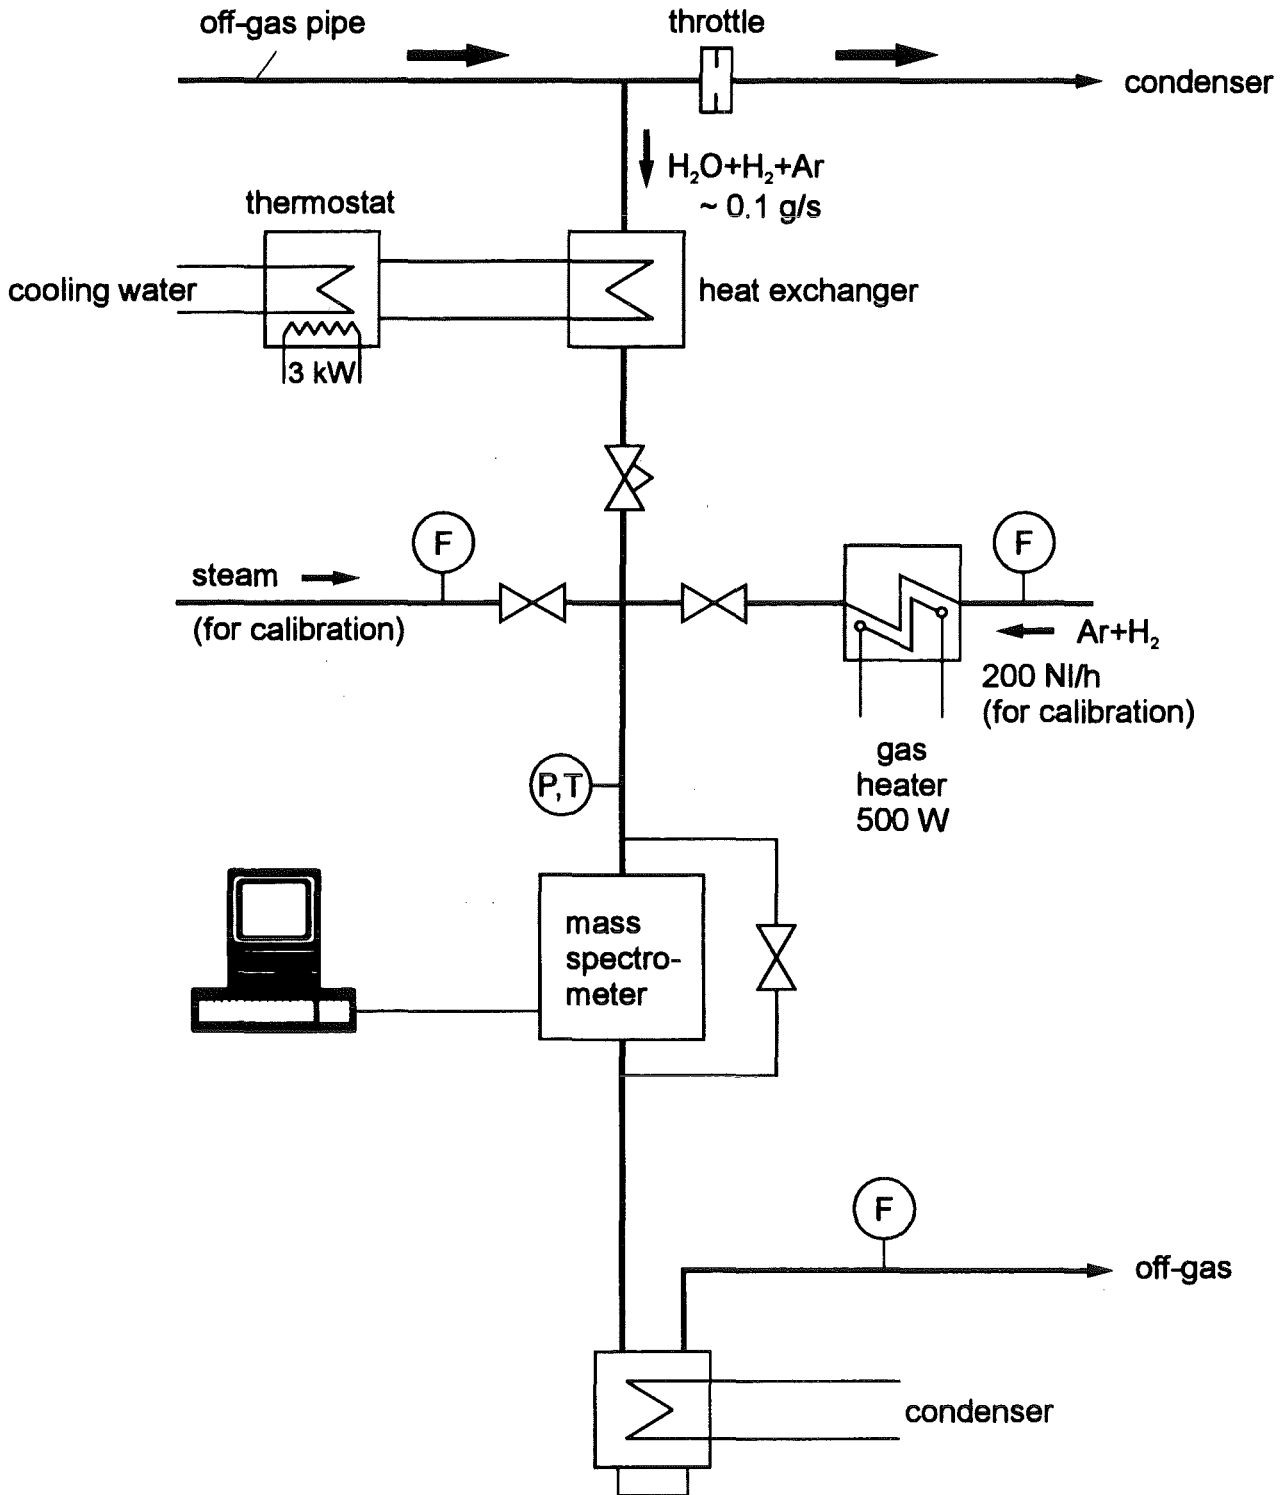 off-gas pipe
throttle
condenser
H₂O+H₂+Ar
~ 0.1 g/s
thermostat
cooling water
heat exchanger
3 kW
F
F
steam
(for calibration)
Ar+H₂
200 Nl/h
(for calibration)
gas
heater
500 W
P,T
mass
spectro-
meter
F
off-gas
condenser